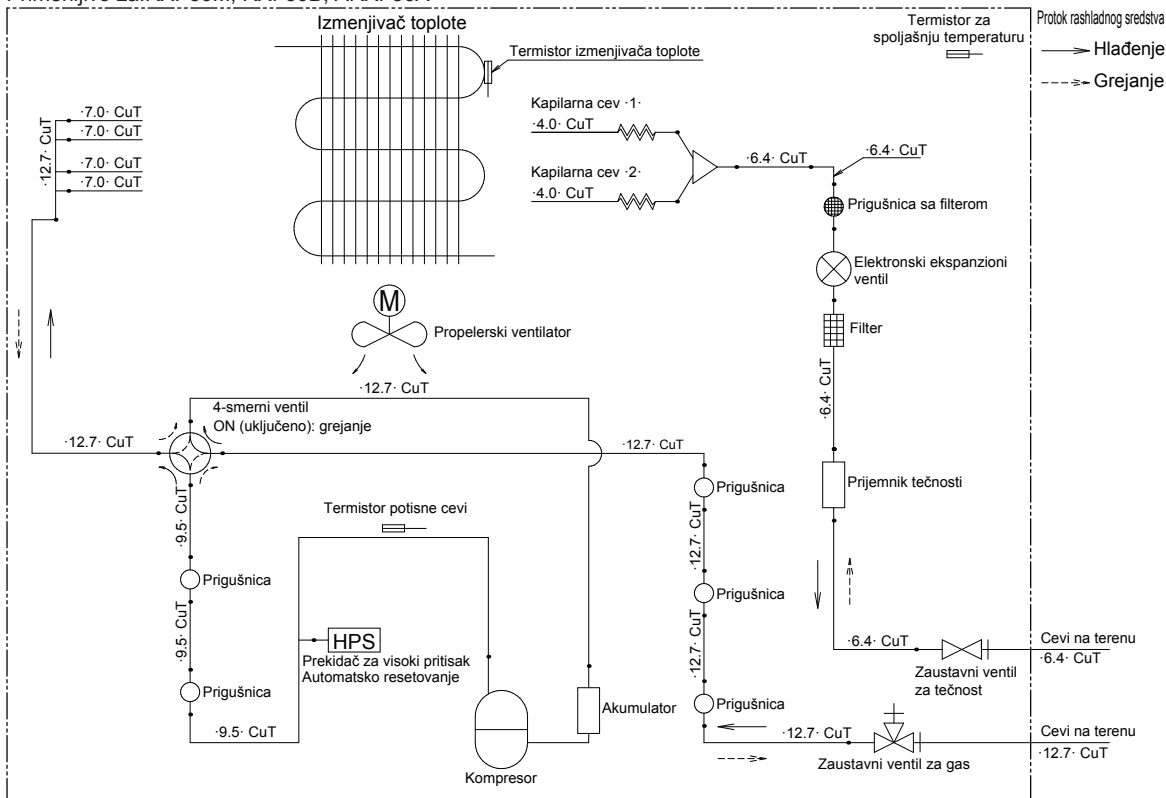 Izmenjivač toplote
Termistor izmenjivača toplote
Termistor za
spoljašnju temperaturu
Protok rashladnog sredstva
Hlađenje
Grejanje
·7.0· CuT
·7.0· CuT
·7.0· CuT
·7.0· CuT
·12.7· CuT
Kapilarna cev ·1·
·4.0· CuT
Kapilarna cev ·2·
·4.0· CuT
·6.4· CuT
·6.4· CuT
Prigušnica sa filterom
Elektronski ekspanzioni
ventil
Filter
·6.4· CuT
Prijemnik tečnosti
M
Propelerski ventilator
·12.7· CuT
4-smerni ventil
ON (uključeno): grejanje
·12.7· CuT
·12.7· CuT
·9.5· CuT
Prigušnica
·9.5· CuT
Prigušnica
·9.5· CuT
Termistor potisne cevi
HPS
Prekidač za visoki pritisak
Automatsko resetovanje
Kompresor
Akumulator
Prigušnica
·12.7· CuT
Prigušnica
·12.7· CuT
Prigušnica
·6.4· CuT
Zaustavni ventil
za tečnost
Cevi na terenu
·6.4· CuT
·12.7· CuT
Zaustavni ventil za gas
Cevi na terenu
·12.7· CuT